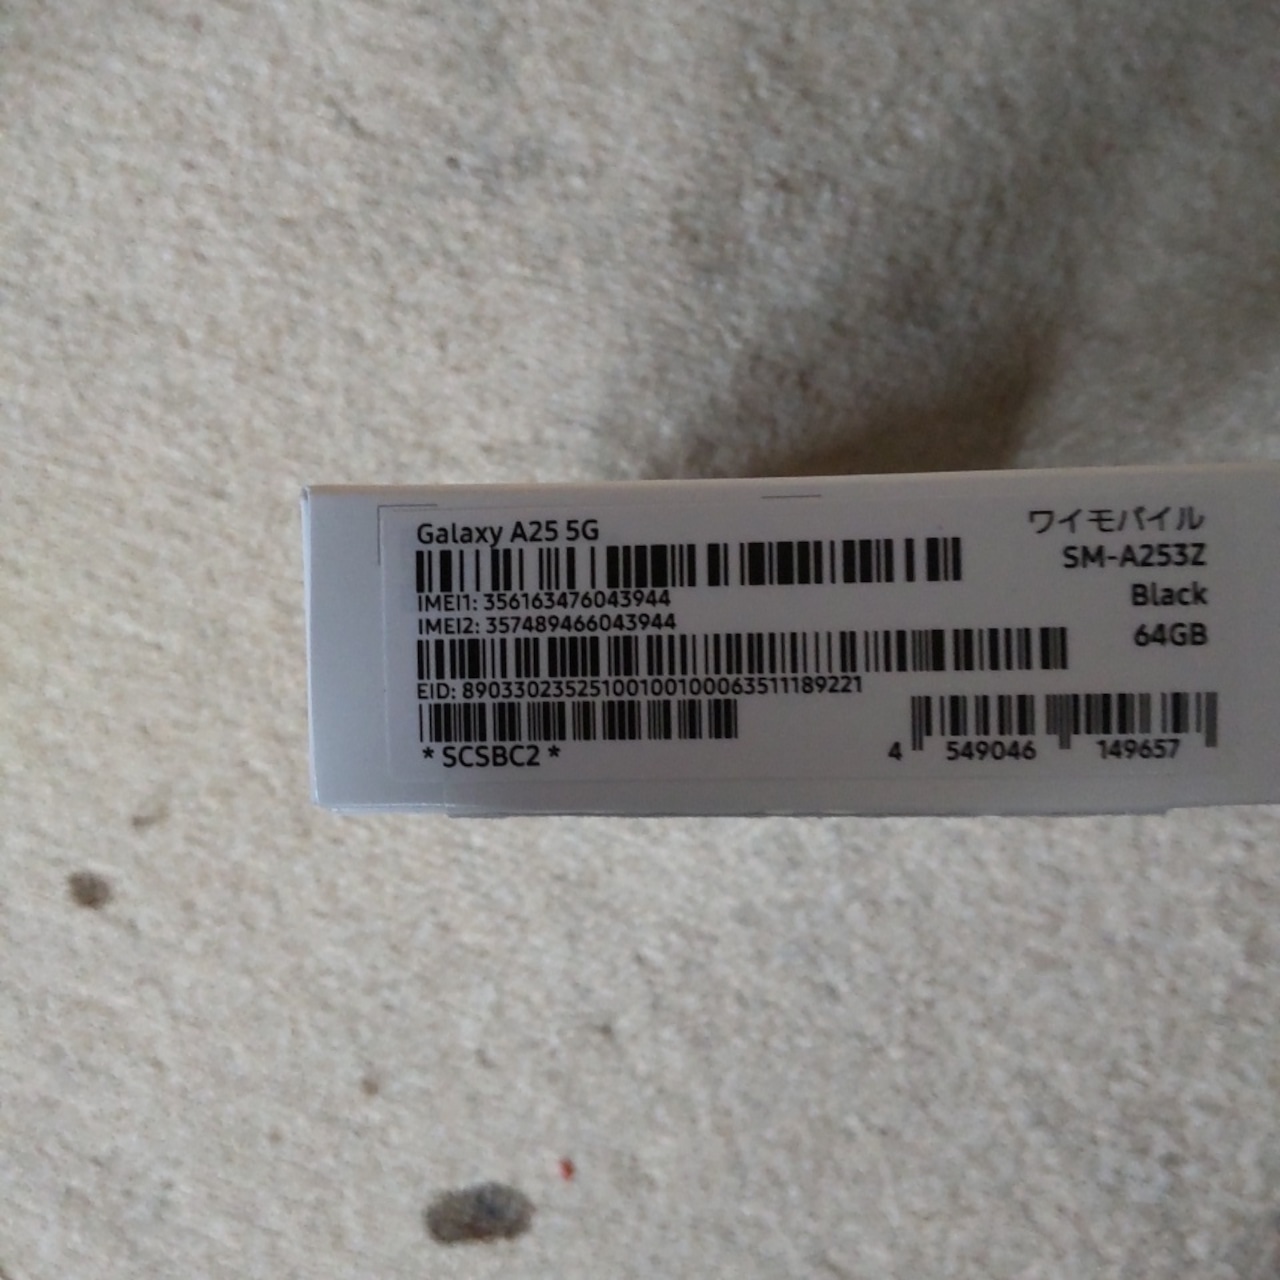 Galaxy A25 5G
IMEI1: 356163476043944
IMEI2: 357489466043944
EID: 89033023525100100100063511189221
* SCSBC2 *
ワイモバイル
SM-A253Z
Black
64GB
4 549046 149657